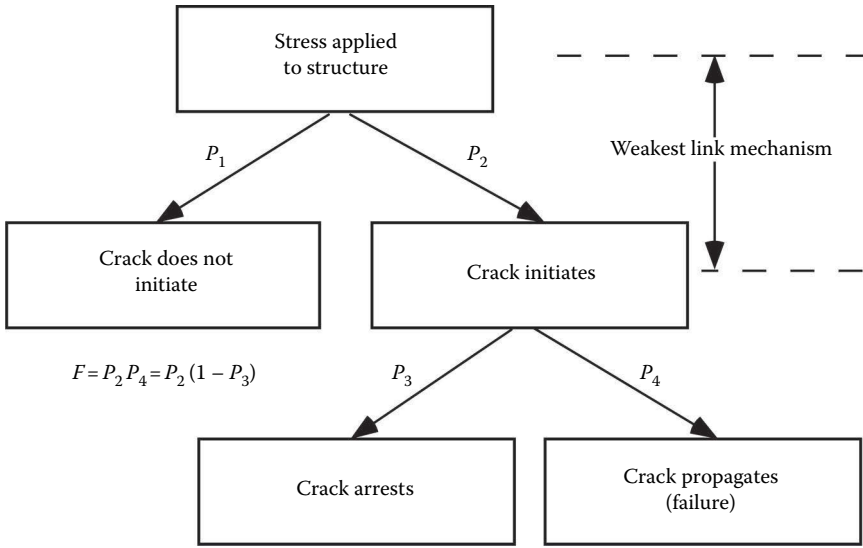 Stress applied
to structure
P₁
P₂
Weakest link mechanism
Crack does not
initiate
Crack initiates
F = P₂ P₄ = P₂ (1 – P₃)
P₃
P₄
Crack arrests
Crack propagates
(failure)